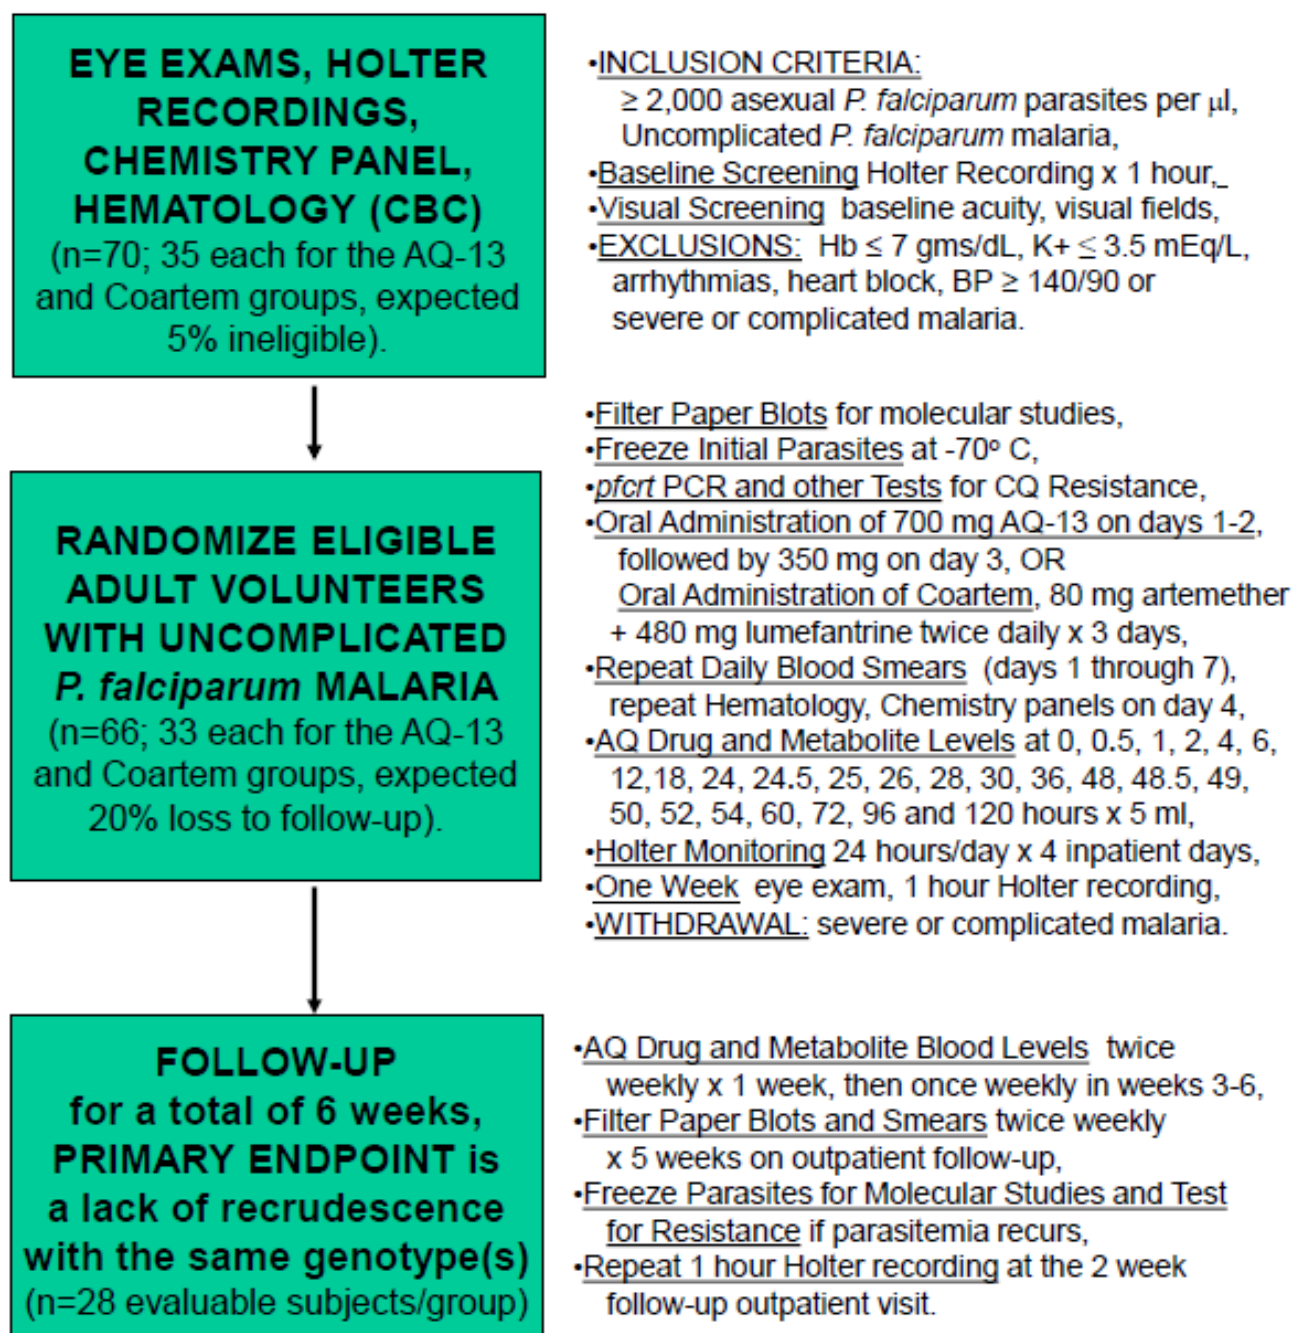 EYE EXAMS, HOLTER
RECORDINGS,
CHEMISTRY PANEL,
HEMATOLOGY (CBC)
(n=70; 35 each for the AQ-13
and Coartem groups, expected
5% ineligible).
•INCLUSION CRITERIA:
≥ 2,000 asexual P. falciparum parasites per µl,
Uncomplicated P. falciparum malaria,
•Baseline Screening Holter Recording x 1 hour,
•Visual Screening baseline acuity, visual fields,
•EXCLUSIONS: Hb ≤ 7 gms/dL, K+ ≤ 3.5 mEq/L,
arrhythmias, heart block, BP ≥ 140/90 or
severe or complicated malaria.
RANDOMIZE ELIGIBLE
ADULT VOLUNTEERS
WITH UNCOMPLICATED
P. falciparum MALARIA
(n=66; 33 each for the AQ-13
and Coartem groups, expected
20% loss to follow-up).
•Filter Paper Blots for molecular studies,
•Freeze Initial Parasites at -70º C,
•pfcrt PCR and other Tests for CQ Resistance,
•Oral Administration of 700 mg AQ-13 on days 1-2,
followed by 350 mg on day 3, OR
Oral Administration of Coartem, 80 mg artemether
+ 480 mg lumefantrine twice daily x 3 days,
•Repeat Daily Blood Smears (days 1 through 7),
repeat Hematology, Chemistry panels on day 4,
•AQ Drug and Metabolite Levels at 0, 0.5, 1, 2, 4, 6,
12,18, 24, 24.5, 25, 26, 28, 30, 36, 48, 48.5, 49,
50, 52, 54, 60, 72, 96 and 120 hours x 5 ml,
•Holter Monitoring 24 hours/day x 4 inpatient days,
•One Week eye exam, 1 hour Holter recording,
•WITHDRAWAL: severe or complicated malaria.
FOLLOW-UP
for a total of 6 weeks,
PRIMARY ENDPOINT is
a lack of recrudescence
with the same genotype(s)
(n=28 evaluable subjects/group)
•AQ Drug and Metabolite Blood Levels twice
weekly x 1 week, then once weekly in weeks 3-6,
•Filter Paper Blots and Smears twice weekly
x 5 weeks on outpatient follow-up,
•Freeze Parasites for Molecular Studies and Test
for Resistance if parasitemia recurs,
•Repeat 1 hour Holter recording at the 2 week
follow-up outpatient visit.